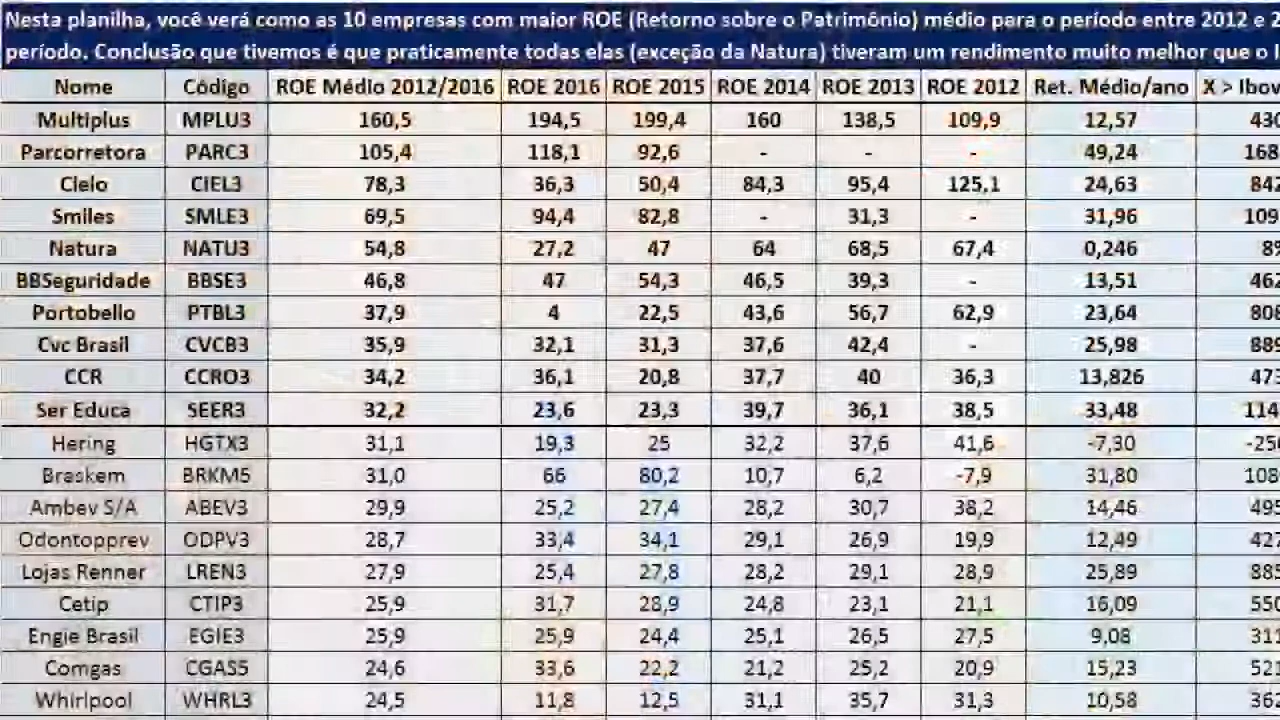 Nesta planilha, você verá como as 10 empresas com maior ROE (Retorno sobre o Patrimônio) médio para o período entre 2012 e 2
período. Conclusão que tivemos é que praticamente todas elas (exceção da Natura) tiveram um rendimento muito melhor que o
Nome Código ROE Médio 2012/2016 ROE 2016 ROE 2015 ROE 2014 ROE 2013 ROE 2012 Ret. Médio/ano X > Ibov
Multiplus MPLU3 160,5 194,5 199,4 160 138,5 109,9 12,57 430
Parcorretora PARC3 105,4 118,1 92,6 - - - 49,24 168
Cielo CIEL3 78,3 36,3 50,4 84,3 95,4 125,1 24,63 842
Smiles SMLE3 69,5 94,4 82,8 - 31,3 - 31,96 109
Natura NATU3 54,8 27,2 47 64 68,5 67,4 0,246 8
BBSeguridade BBSE3 46,8 47 54,3 46,5 39,3 - 13,51 462
Portobello PTBL3 37,9 4 22,5 43,6 56,7 62,9 23,64 808
Cvc Brasil CVCB3 35,9 32,1 31,3 37,6 42,4 - 25,98 889
CCR CCRO3 34,2 36,1 20,8 37,7 40 36,3 13,826 473
Ser Educa SEER3 32,2 23,6 23,3 39,7 36,1 38,5 33,48 114
Hering HGTX3 31,1 19,3 25 32,2 37,6 41,6 -7,30 -250
Braskem BRKM5 31,0 66 80,2 10,7 6,2 -7,9 31,80 108
Ambev S/A ABEV3 29,9 25,2 27,4 28,2 30,7 38,2 14,46 495
Odontopprev ODPV3 28,7 33,4 34,1 29,1 26,9 19,9 12,49 427
Lojas Renner LREN3 27,9 25,4 27,8 28,2 29,1 28,9 25,89 885
Cetip CTIP3 25,9 31,7 28,9 24,8 23,1 21,1 16,09 550
Engie Brasil EGIE3 25,9 25,9 24,4 25,1 26,5 27,5 9,08 311
Comgas CGAS5 24,6 33,6 22,2 21,2 25,2 20,9 15,23 521
Whirlpool WHRL3 24,5 11,8 12,5 31,1 35,7 31,3 10,58 362